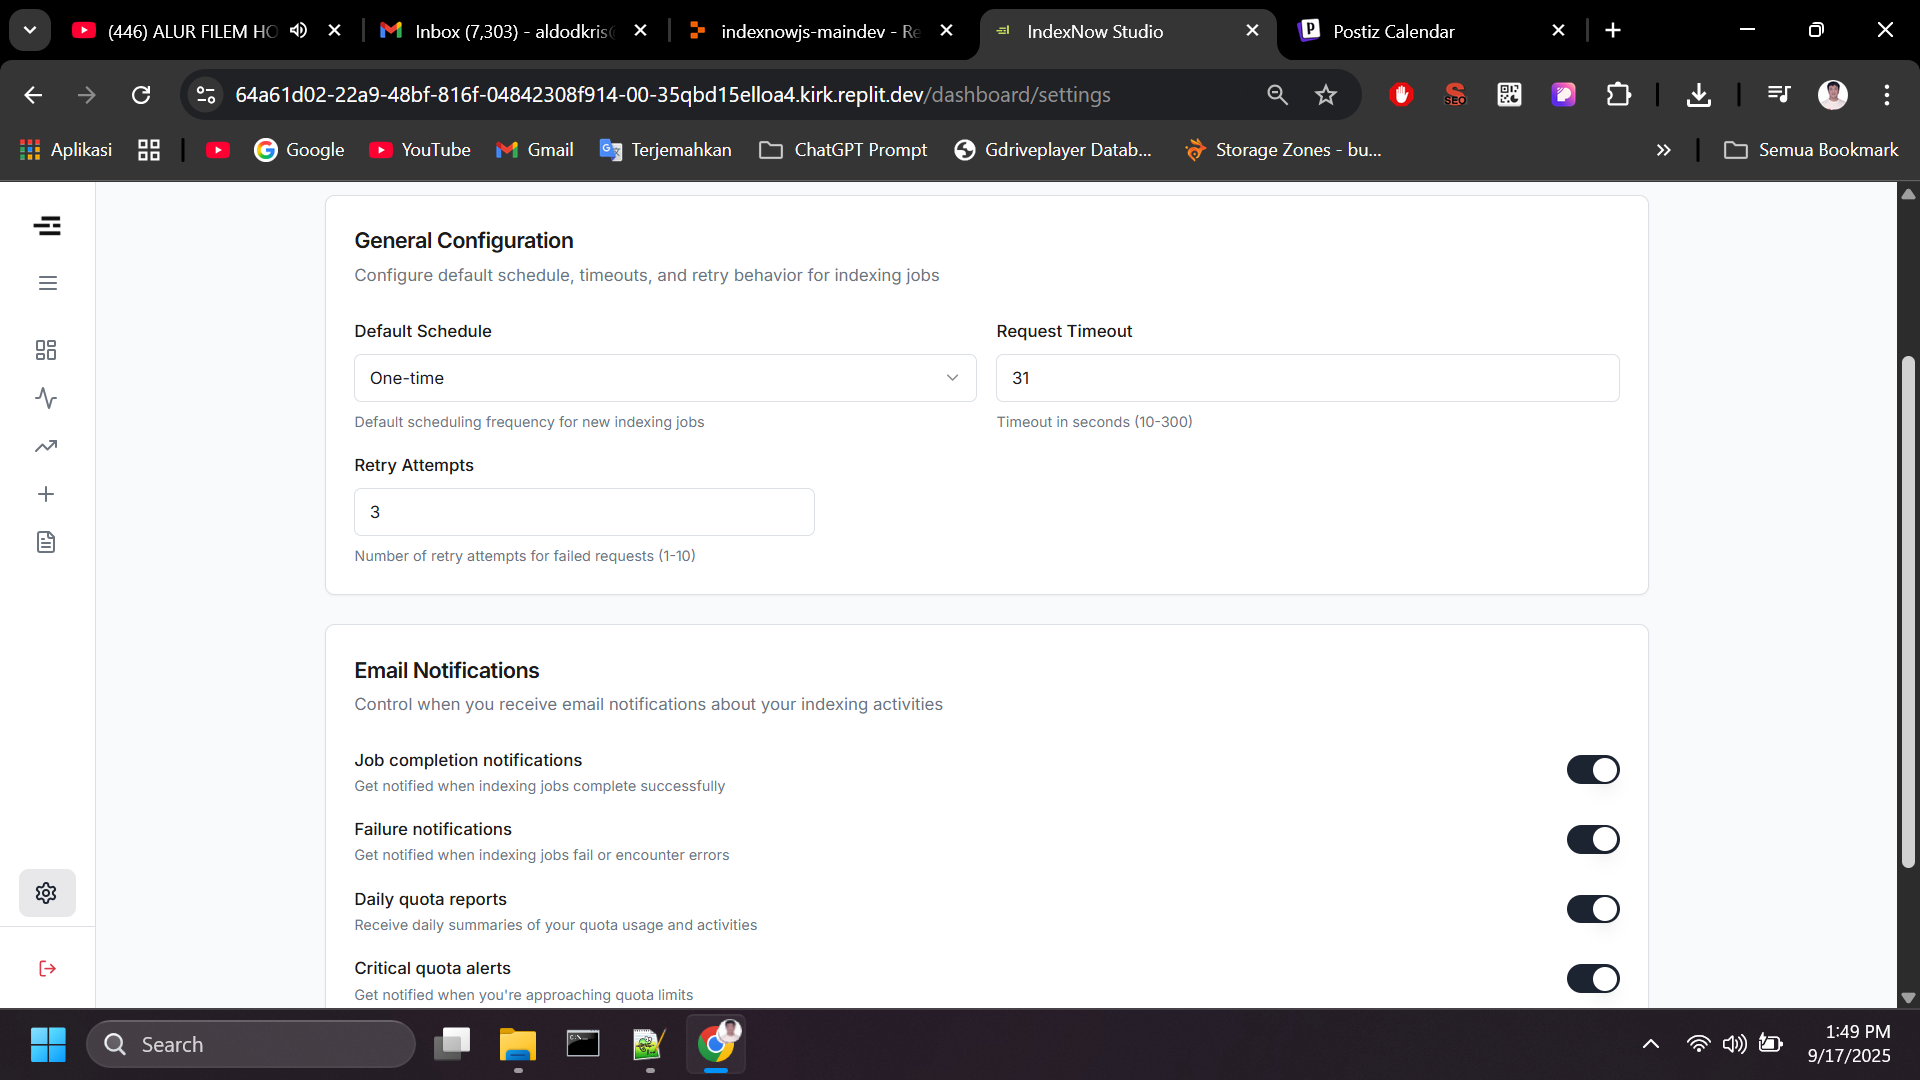 (446) ALUR FILEM HO
Inbox (7,303) - aldodkris@
indexnowjs-maindev - Re
IndexNow Studio
Postiz Calendar
64a61d02-22a9-48bf-816f-04842308f914-00-35qbd15elloa4.kirk.replit.dev/dashboard/settings
SEO
Aplikasi
Google
YouTube
Gmail
Terjemahkan
ChatGPT Prompt
Gdriveplayer Datab...
Storage Zones - bu...
Semua Bookmark
General Configuration
Configure default schedule, timeouts, and retry behavior for indexing jobs
Default Schedule
Request Timeout
One-time
31
Default scheduling frequency for new indexing jobs
Timeout in seconds (10-300)
Retry Attempts
3
Number of retry attempts for failed requests (1-10)
Email Notifications
Control when you receive email notifications about your indexing activities
Job completion notifications
Get notified when indexing jobs complete successfully
Failure notifications
Get notified when indexing jobs fail or encounter errors
Daily quota reports
Receive daily summaries of your quota usage and activities
Critical quota alerts
Get notified when you're approaching quota limits
Search
1:49 PM
9/17/2025